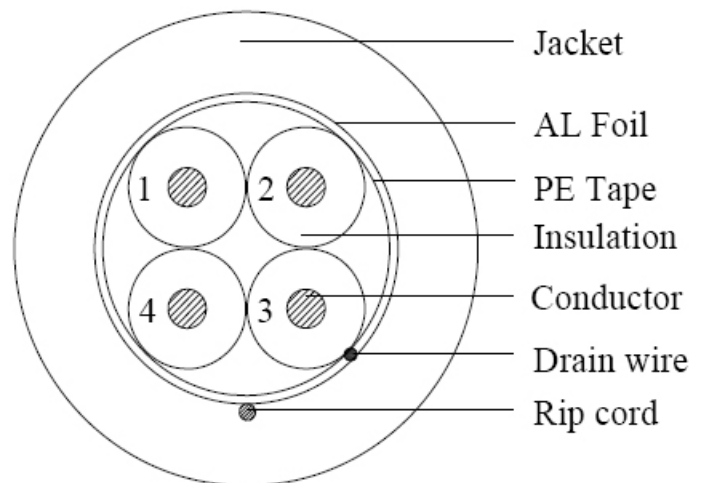 Jacket
AL Foil
1 2
PE Tape
Insulation
Conductor
4 3
Drain wire
Rip cord